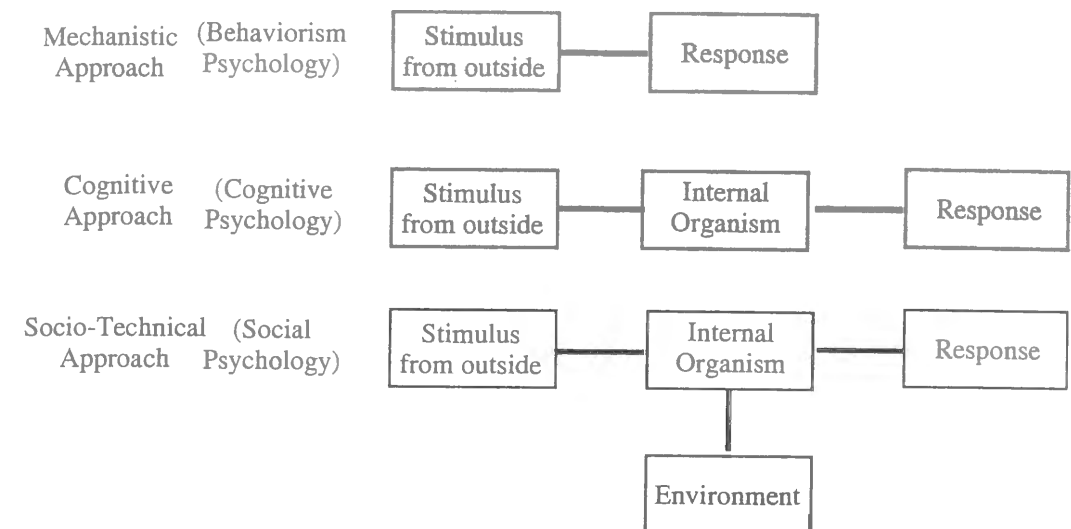 Mechanistic (Behaviorism
Approach Psychology)
Stimulus
from outside
Response
Cognitive (Cognitive
Approach Psychology)
Stimulus
from outside
Internal
Organism
Response
Socio-Technical (Social
Approach Psychology)
Stimulus
from outside
Internal
Organism
Response
Environment